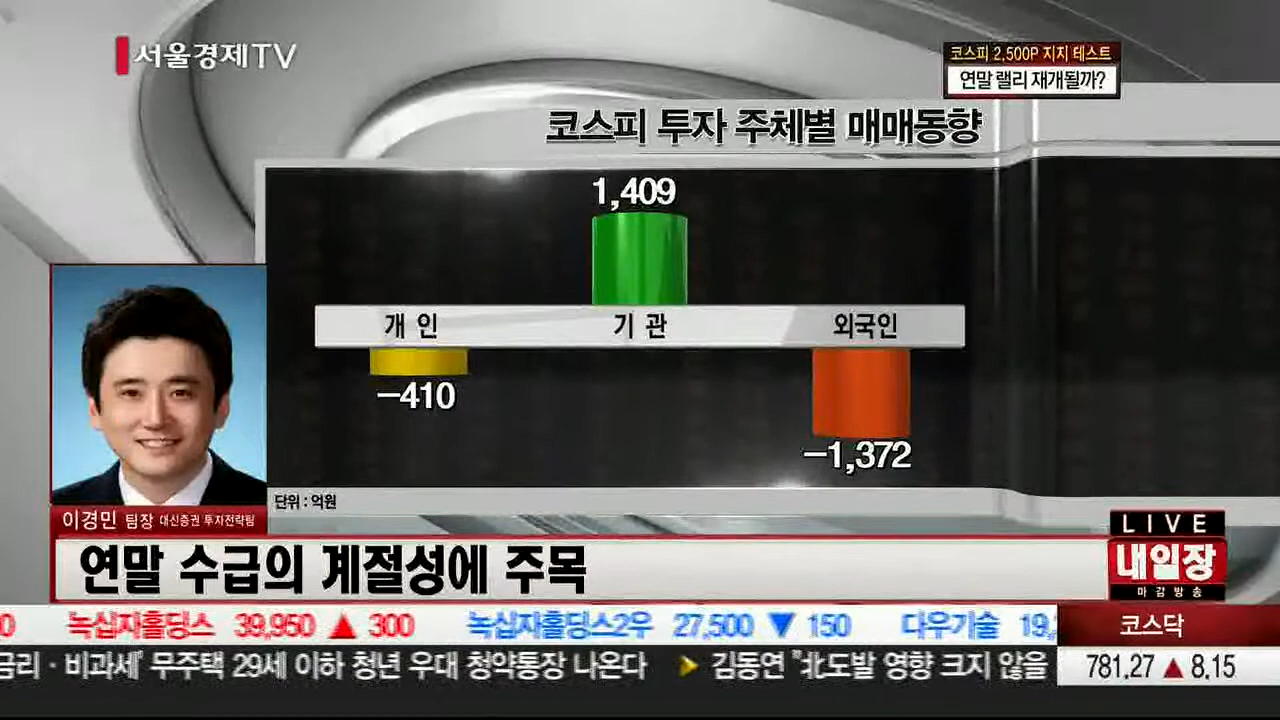 서울경제TV
코스피 2,500P 지지 테스트
연말 랠리 재개될까?
코스피 투자 주체별 매매동향
1,409
개 인 기 관 외국인
-410
-1,372
단위 : 억원
이경민 팀장 대신증권 투자전략팀
연말 수급의 계절성에 주목
LIVE
내일장
마감방송
0 녹십자홀딩스 39,950 ▲ 300 녹십자홀딩스2우 27,500 ▼ 150 다우기술 19,
코스닥
금리·비과세' 무주택 29세 이하 청년 우대 청약통장 나온다 ▶ 김동연 "北도발 영향 크지 않을
781.27 ▲ 8.15